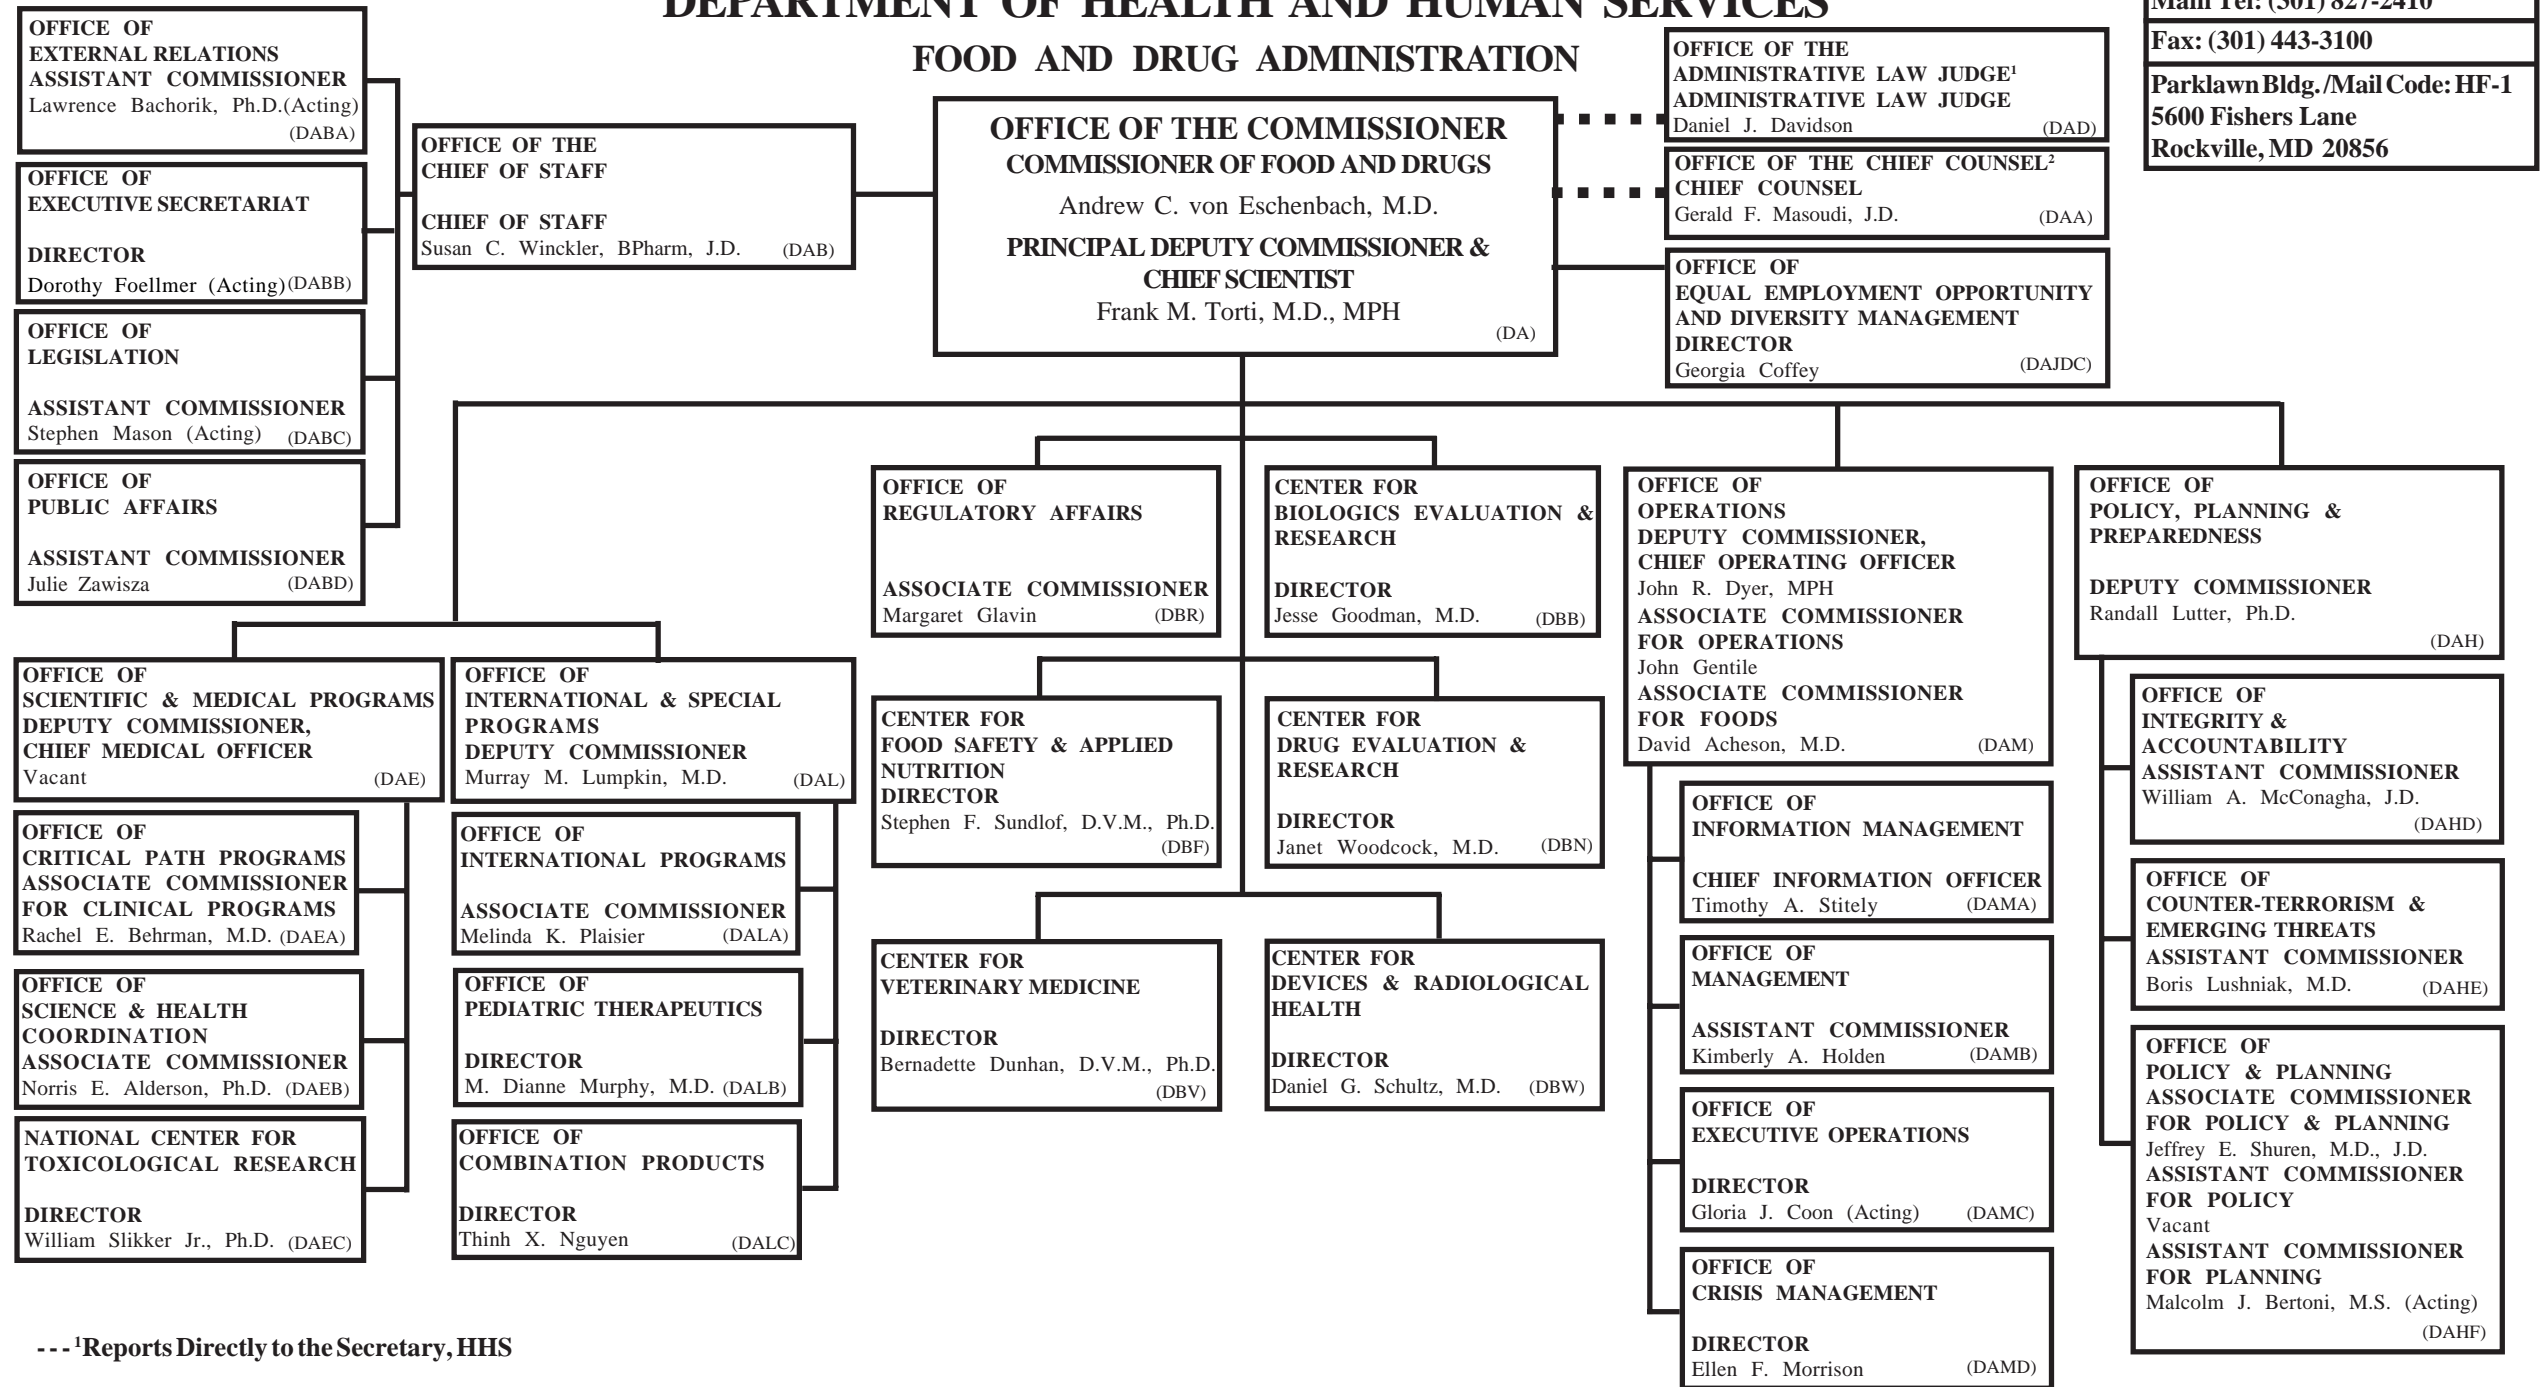 DEPARTMENT OF HEALTH AND HUMAN SERVICES
FOOD AND DRUG ADMINISTRATION
Main Tel: (301) 827-2410
Fax: (301) 443-3100
Parklawn Bldg./Mail Code: HF-1
5600 Fishers Lane
Rockville, MD 20856
OFFICE OF
EXTERNAL RELATIONS
ASSISTANT COMMISSIONER
Lawrence Bachorik, Ph.D.(Acting)
(DABA)
OFFICE OF
EXECUTIVE SECRETARIAT
DIRECTOR
Dorothy Foellmer (Acting) (DABB)
OFFICE OF
LEGISLATION
ASSISTANT COMMISSIONER
Stephen Mason (Acting) (DABC)
OFFICE OF
PUBLIC AFFAIRS
ASSISTANT COMMISSIONER
Julie Zawisza (DABD)
OFFICE OF THE
CHIEF OF STAFF
CHIEF OF STAFF
Susan C. Winckler, BPharm, J.D. (DAB)
OFFICE OF THE COMMISSIONER
COMMISSIONER OF FOOD AND DRUGS
Andrew C. von Eschenbach, M.D.
PRINCIPAL DEPUTY COMMISSIONER &
CHIEF SCIENTIST
Frank M. Torti, M.D., MPH
(DA)
OFFICE OF THE
ADMINISTRATIVE LAW JUDGE¹
ADMINISTRATIVE LAW JUDGE
Daniel J. Davidson (DAD)
OFFICE OF THE CHIEF COUNSEL²
CHIEF COUNSEL
Gerald F. Masoudi, J.D. (DAA)
OFFICE OF
EQUAL EMPLOYMENT OPPORTUNITY
AND DIVERSITY MANAGEMENT
DIRECTOR
Georgia Coffey (DAJDC)
OFFICE OF
SCIENTIFIC & MEDICAL PROGRAMS
DEPUTY COMMISSIONER,
CHIEF MEDICAL OFFICER
Vacant (DAE)
OFFICE OF
CRITICAL PATH PROGRAMS
ASSOCIATE COMMISSIONER
FOR CLINICAL PROGRAMS
Rachel E. Behrman, M.D. (DAEA)
OFFICE OF
SCIENCE & HEALTH
COORDINATION
ASSOCIATE COMMISSIONER
Norris E. Alderson, Ph.D. (DAEB)
NATIONAL CENTER FOR
TOXICOLOGICAL RESEARCH
DIRECTOR
William Slikker Jr., Ph.D. (DAEC)
OFFICE OF
INTERNATIONAL & SPECIAL
PROGRAMS
DEPUTY COMMISSIONER
Murray M. Lumpkin, M.D. (DAL)
OFFICE OF
INTERNATIONAL PROGRAMS
ASSOCIATE COMMISSIONER
Melinda K. Plaisier (DALA)
OFFICE OF
PEDIATRIC THERAPEUTICS
DIRECTOR
M. Dianne Murphy, M.D. (DALB)
OFFICE OF
COMBINATION PRODUCTS
DIRECTOR
Thinh X. Nguyen (DALC)
OFFICE OF
REGULATORY AFFAIRS
ASSOCIATE COMMISSIONER
Margaret Glavin (DBR)
CENTER FOR
BIOLOGICS EVALUATION &
RESEARCH
DIRECTOR
Jesse Goodman, M.D. (DBB)
CENTER FOR
FOOD SAFETY & APPLIED
NUTRITION
DIRECTOR
Stephen F. Sundlof, D.V.M., Ph.D.
(DBF)
CENTER FOR
DRUG EVALUATION &
RESEARCH
DIRECTOR
Janet Woodcock, M.D. (DBN)
CENTER FOR
VETERINARY MEDICINE
DIRECTOR
Bernadette Dunhan, D.V.M., Ph.D.
(DBV)
CENTER FOR
DEVICES & RADIOLOGICAL
HEALTH
DIRECTOR
Daniel G. Schultz, M.D. (DBW)
OFFICE OF
OPERATIONS
DEPUTY COMMISSIONER,
CHIEF OPERATING OFFICER
John R. Dyer, MPH
ASSOCIATE COMMISSIONER
FOR OPERATIONS
John Gentile
ASSOCIATE COMMISSIONER
FOR FOODS
David Acheson, M.D. (DAM)
OFFICE OF
INFORMATION MANAGEMENT
CHIEF INFORMATION OFFICER
Timothy A. Stitely (DAMA)
OFFICE OF
MANAGEMENT
ASSISTANT COMMISSIONER
Kimberly A. Holden (DAMB)
OFFICE OF
EXECUTIVE OPERATIONS
DIRECTOR
Gloria J. Coon (Acting) (DAMC)
OFFICE OF
CRISIS MANAGEMENT
DIRECTOR
Ellen F. Morrison (DAMD)
OFFICE OF
POLICY, PLANNING &
PREPAREDNESS
DEPUTY COMMISSIONER
Randall Lutter, Ph.D.
(DAH)
OFFICE OF
INTEGRITY &
ACCOUNTABILITY
ASSISTANT COMMISSIONER
William A. McConagha, J.D.
(DAHD)
OFFICE OF
COUNTER-TERRORISM &
EMERGING THREATS
ASSISTANT COMMISSIONER
Boris Lushniak, M.D. (DAHE)
OFFICE OF
POLICY & PLANNING
ASSOCIATE COMMISSIONER
FOR POLICY & PLANNING
Jeffrey E. Shuren, M.D., J.D.
ASSISTANT COMMISSIONER
FOR POLICY
Vacant
ASSISTANT COMMISSIONER
FOR PLANNING
Malcolm J. Bertoni, M.S. (Acting)
(DAHF)
---¹Reports Directly to the Secretary, HHS